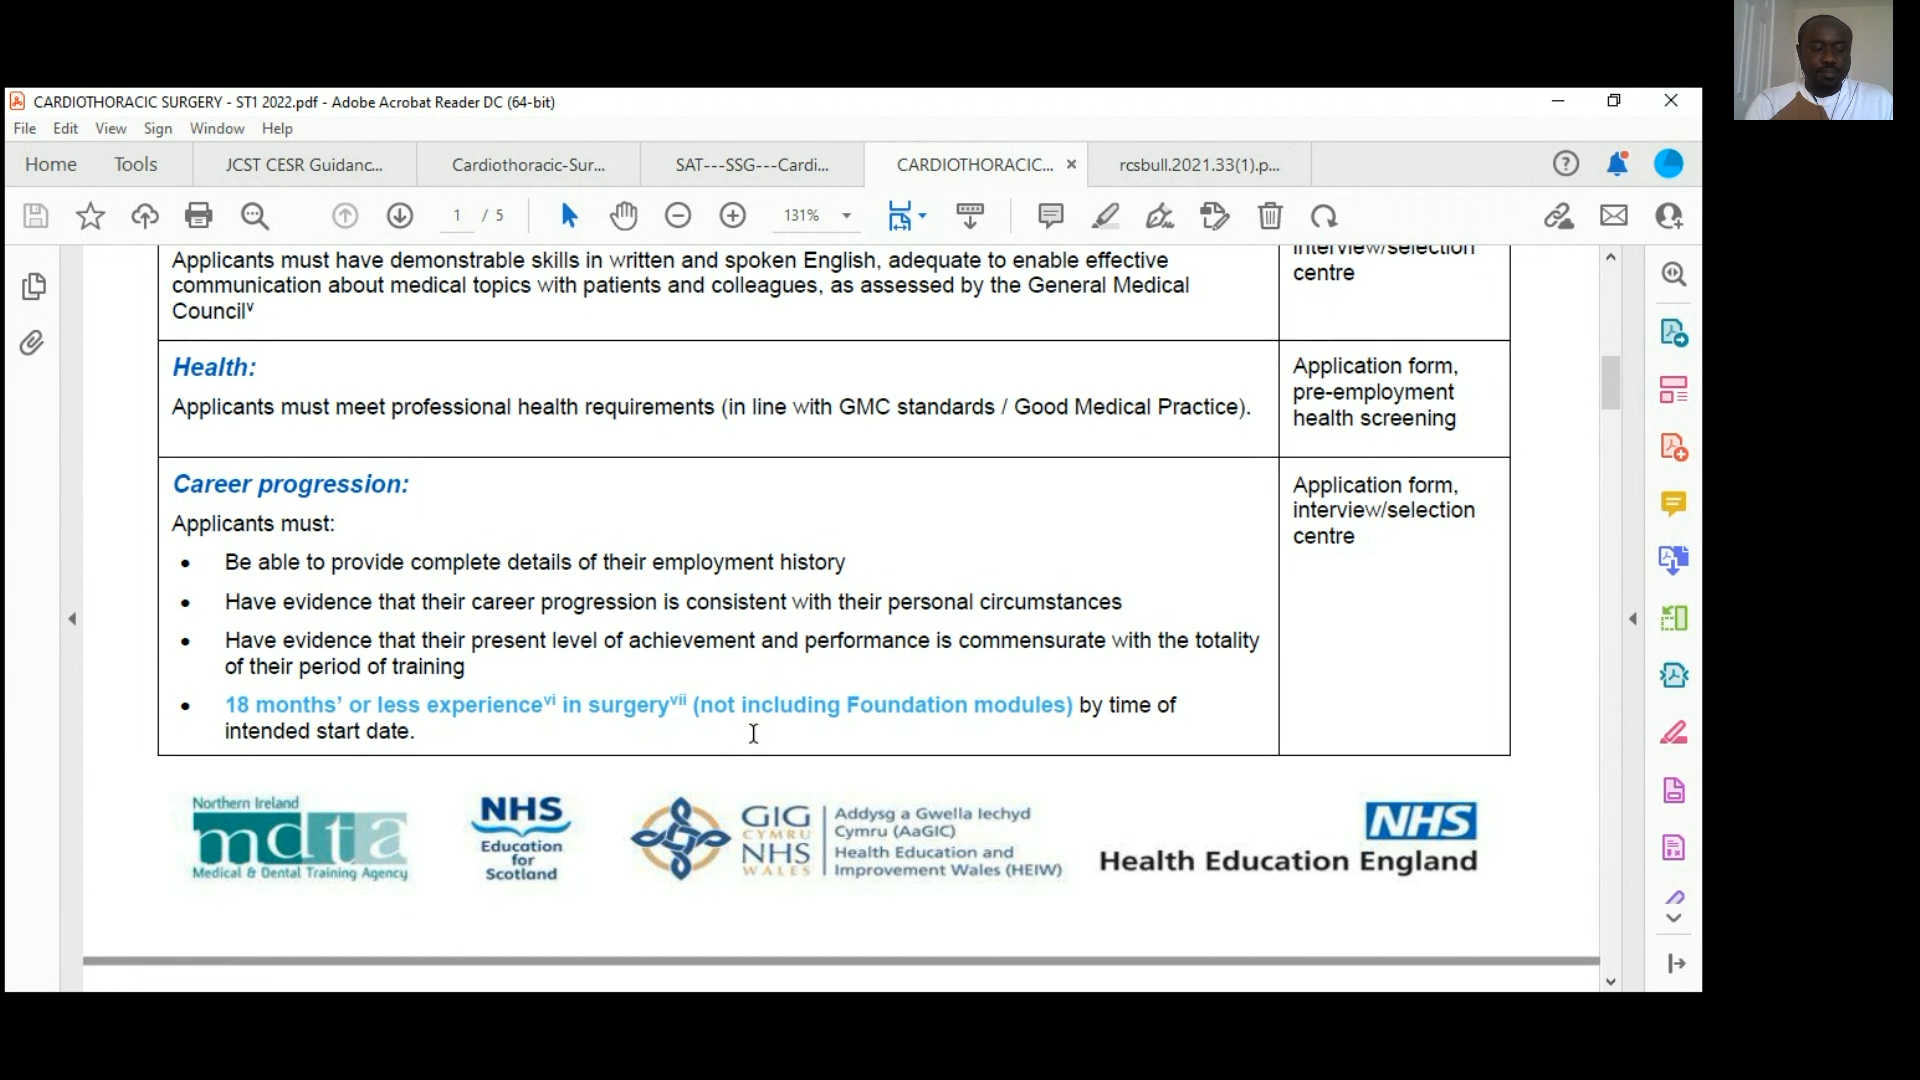 CARDIOTHORACIC SURGERY - ST1 2022.pdf - Adobe Acrobat Reader DC (64-bit)
File Edit View Sign Window Help
Home Tools JCST CESR Guidanc... Cardiothoracic-Sur... SAT---SSG---Cardi... CARDIOTHORACIC... rcsbull.2021.33(1).p...
1 / 5 131%
Applicants must have demonstrable skills in written and spoken English, adequate to enable effective
communication about medical topics with patients and colleagues, as assessed by the General Medical
Councilᵛ
interview/selection
centre
Health:
Applicants must meet professional health requirements (in line with GMC standards / Good Medical Practice).
Application form,
pre-employment
health screening
Career progression:
Applicants must:
• Be able to provide complete details of their employment history
• Have evidence that their career progression is consistent with their personal circumstances
• Have evidence that their present level of achievement and performance is commensurate with the totality
of their period of training
• 18 months’ or less experienceᵛⁱ in surgeryᵛⁱⁱ (not including Foundation modules) by time of
intended start date.
Application form,
interview/selection
centre
Northern Ireland
mdta
Medical & Dental Training Agency
NHS
Education
for
Scotland
GIG
CYMRU
NHS
WALES
Addysg a Gwella Iechyd
Cymru (AaGIC)
Health Education and
Improvement Wales (HEIW)
NHS
Health Education England